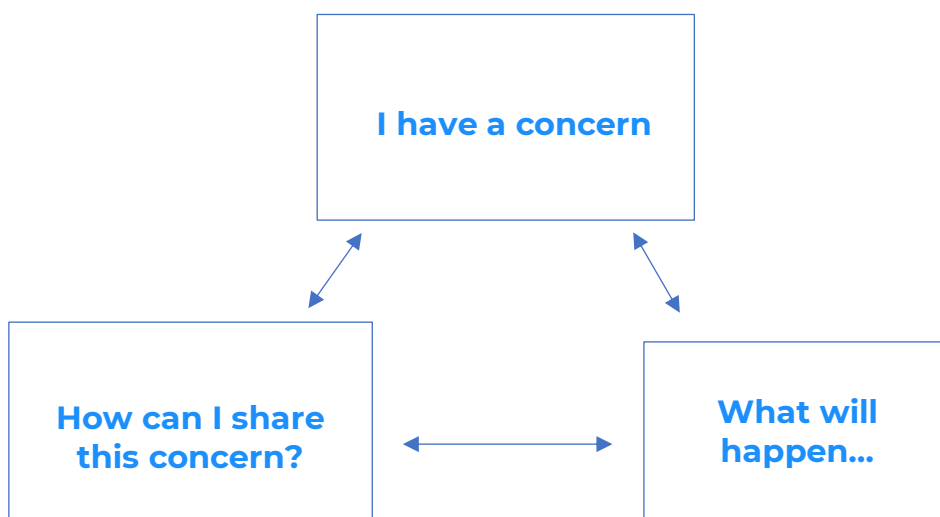 I have a concern
How can I share
this concern?
What will
happen...